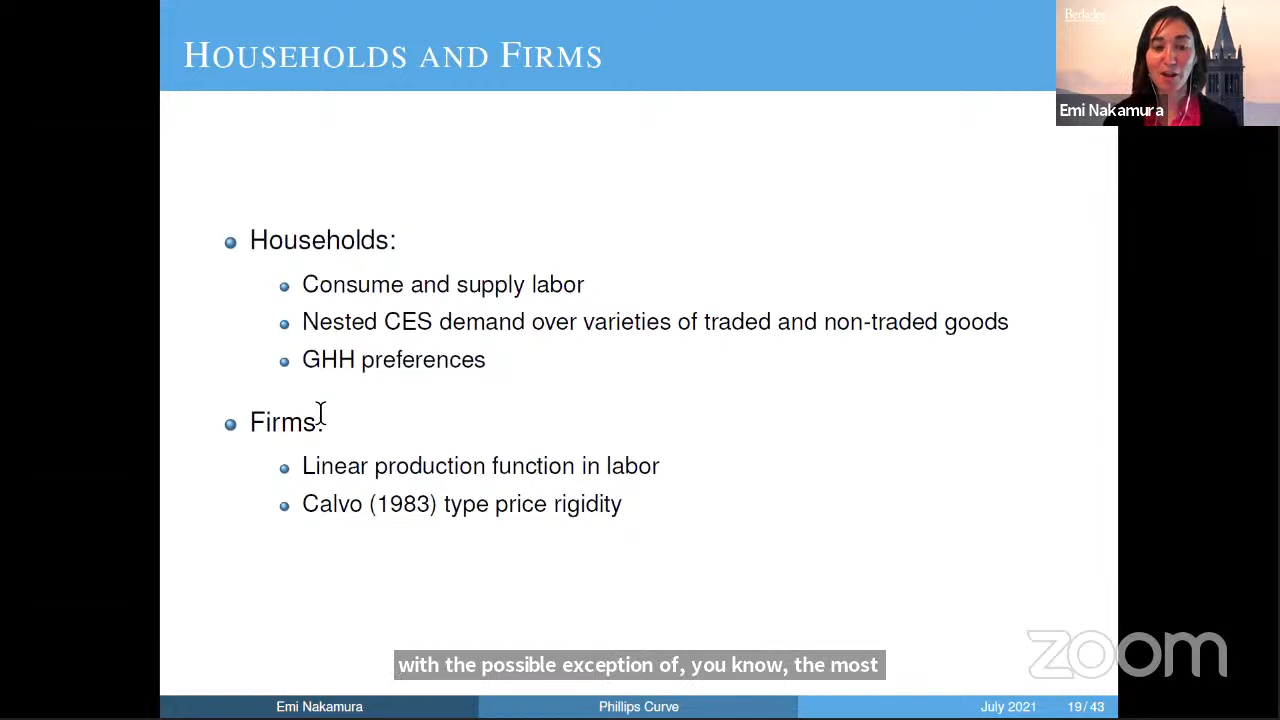 HOUSEHOLDS AND FIRMS
Berkeley
Emi Nakamura
Households:
Consume and supply labor
Nested CES demand over varieties of traded and non-traded goods
GHH preferences
Firms:
Linear production function in labor
Calvo (1983) type price rigidity
with the possible exception of, you know, the most
zoom
Emi Nakamura
Phillips Curve
July 2021
19/43